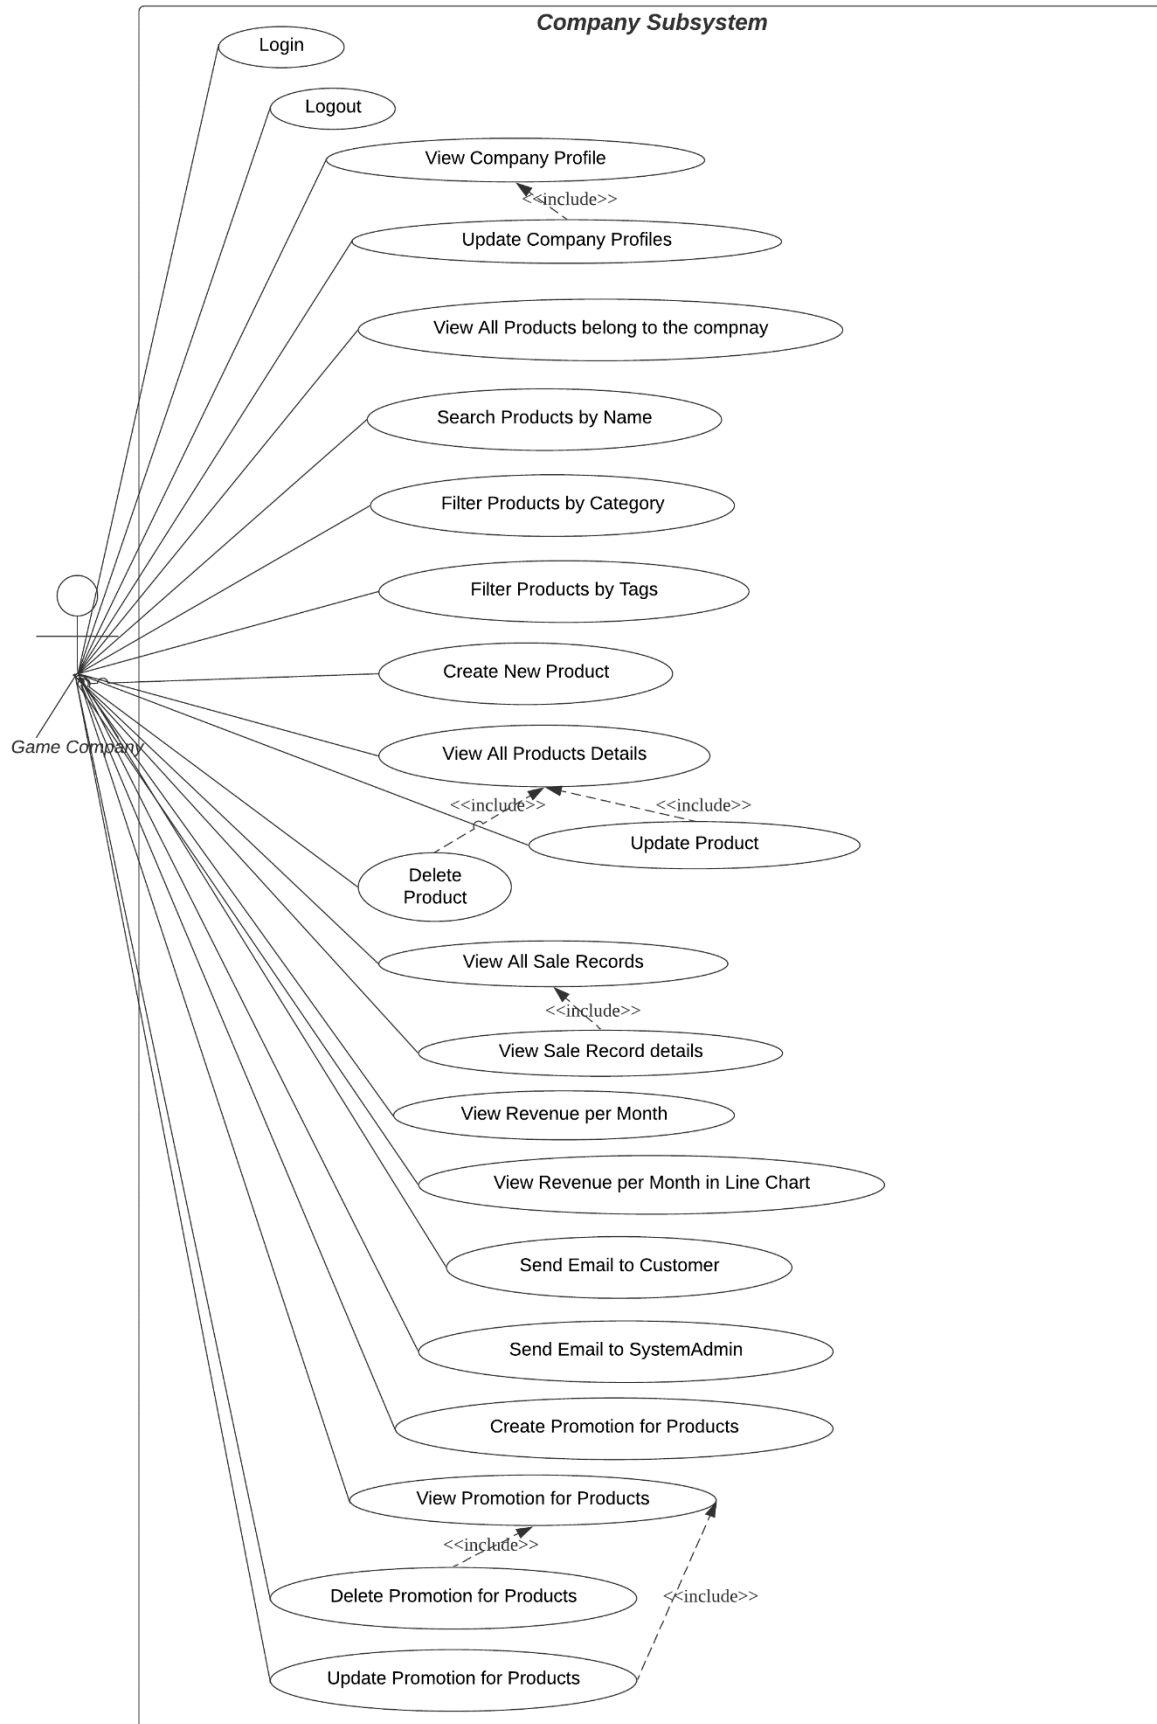 Company Subsystem
Login
Logout
View Company Profile
<<include>>
Update Company Profiles
View All Products belong to the compnay
Search Products by Name
Filter Products by Category
Filter Products by Tags
Create New Product
Game Company
View All Products Details
<<include>>
<<include>>
Update Product
Delete
Product
View All Sale Records
<<include>>
View Sale Record details
View Revenue per Month
View Revenue per Month in Line Chart
Send Email to Customer
Send Email to SystemAdmin
Create Promotion for Products
View Promotion for Products
<<include>>
Delete Promotion for Products
<<include>>
Update Promotion for Products